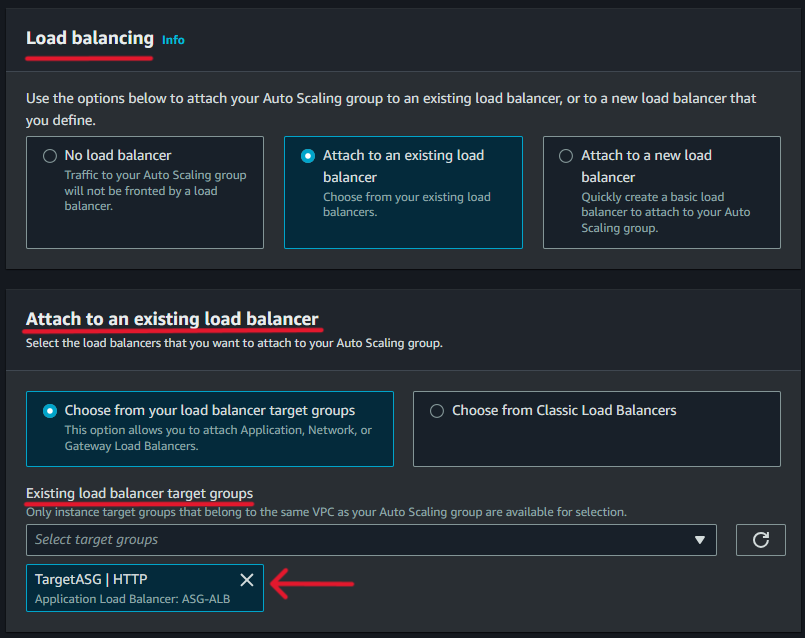 Load balancing Info
Use the options below to attach your Auto Scaling group to an existing load balancer, or to a new load balancer that
you define.
No load balancer
Traffic to your Auto Scaling group
will not be fronted by a load
balancer.
Attach to an existing load
balancer
Choose from your existing load
balancers.
Attach to a new load
balancer
Quickly create a basic load
balancer to attach to your Auto
Scaling group.
Attach to an existing load balancer
Select the load balancers that you want to attach to your Auto Scaling group.
Choose from your load balancer target groups
This option allows you to attach Application, Network, or
Gateway Load Balancers.
Choose from Classic Load Balancers
Existing load balancer target groups
Only instance target groups that belong to the same VPC as your Auto Scaling group are available for selection.
Select target groups
TargetASG | HTTP
Application Load Balancer: ASG-ALB